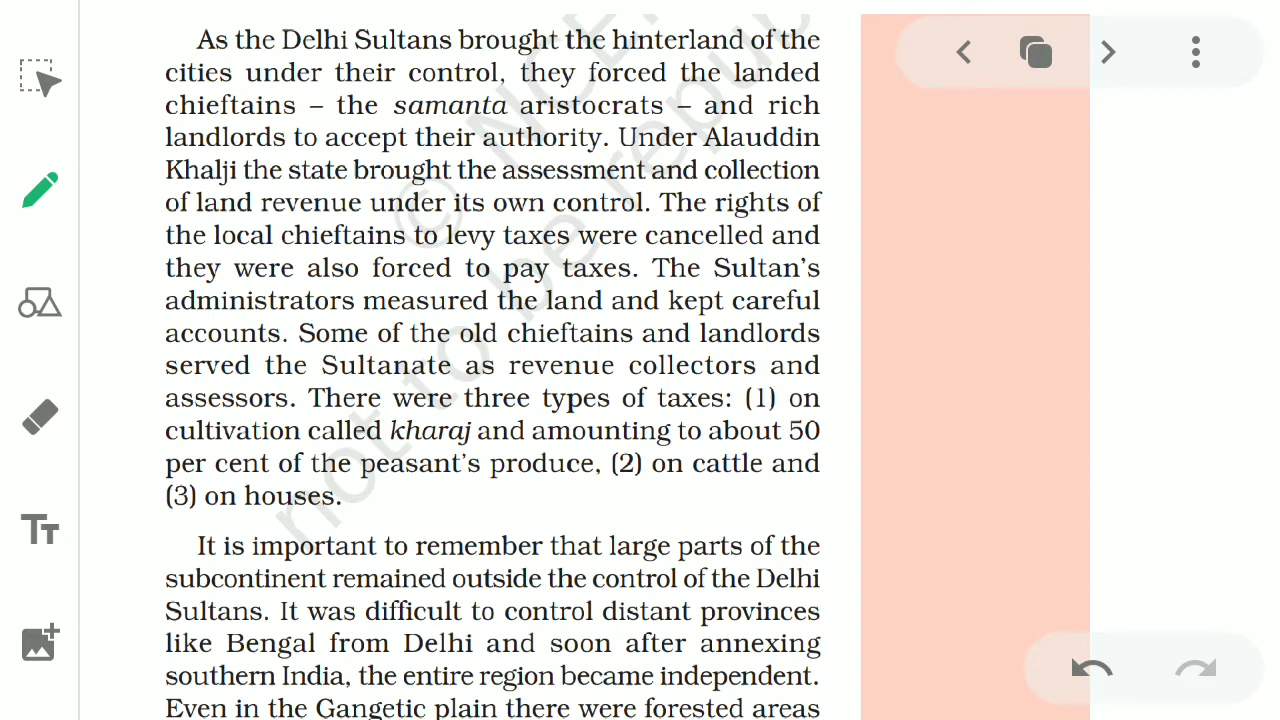 As the Delhi Sultans brought the hinterland of the
cities under their control, they forced the landed
chieftains – the samanta aristocrats – and rich
landlords to accept their authority. Under Alauddin
Khalji the state brought the assessment and collection
of land revenue under its own control. The rights of
the local chieftains to levy taxes were cancelled and
they were also forced to pay taxes. The Sultan's
administrators measured the land and kept careful
accounts. Some of the old chieftains and landlords
served the Sultanate as revenue collectors and
assessors. There were three types of taxes: (1) on
cultivation called kharaj and amounting to about 50
per cent of the peasant's produce, (2) on cattle and
(3) on houses.
It is important to remember that large parts of the
subcontinent remained outside the control of the Delhi
Sultans. It was difficult to control distant provinces
like Bengal from Delhi and soon after annexing
southern India, the entire region became independent.
Even in the Gangetic plain there were forested areas
© NCE
not to be repub
TT